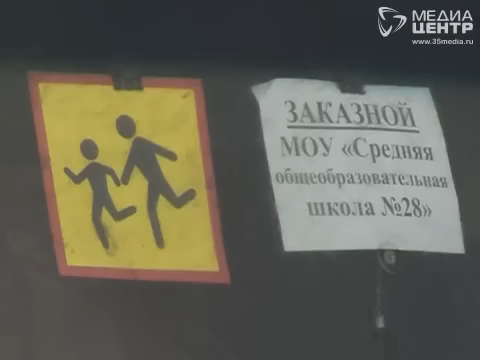 МЕДИА
ЦЕНТР
www.35media.ru
ЗАКАЗНОЙ
МОУ «Средняя
общеобразовательная
школа №28»